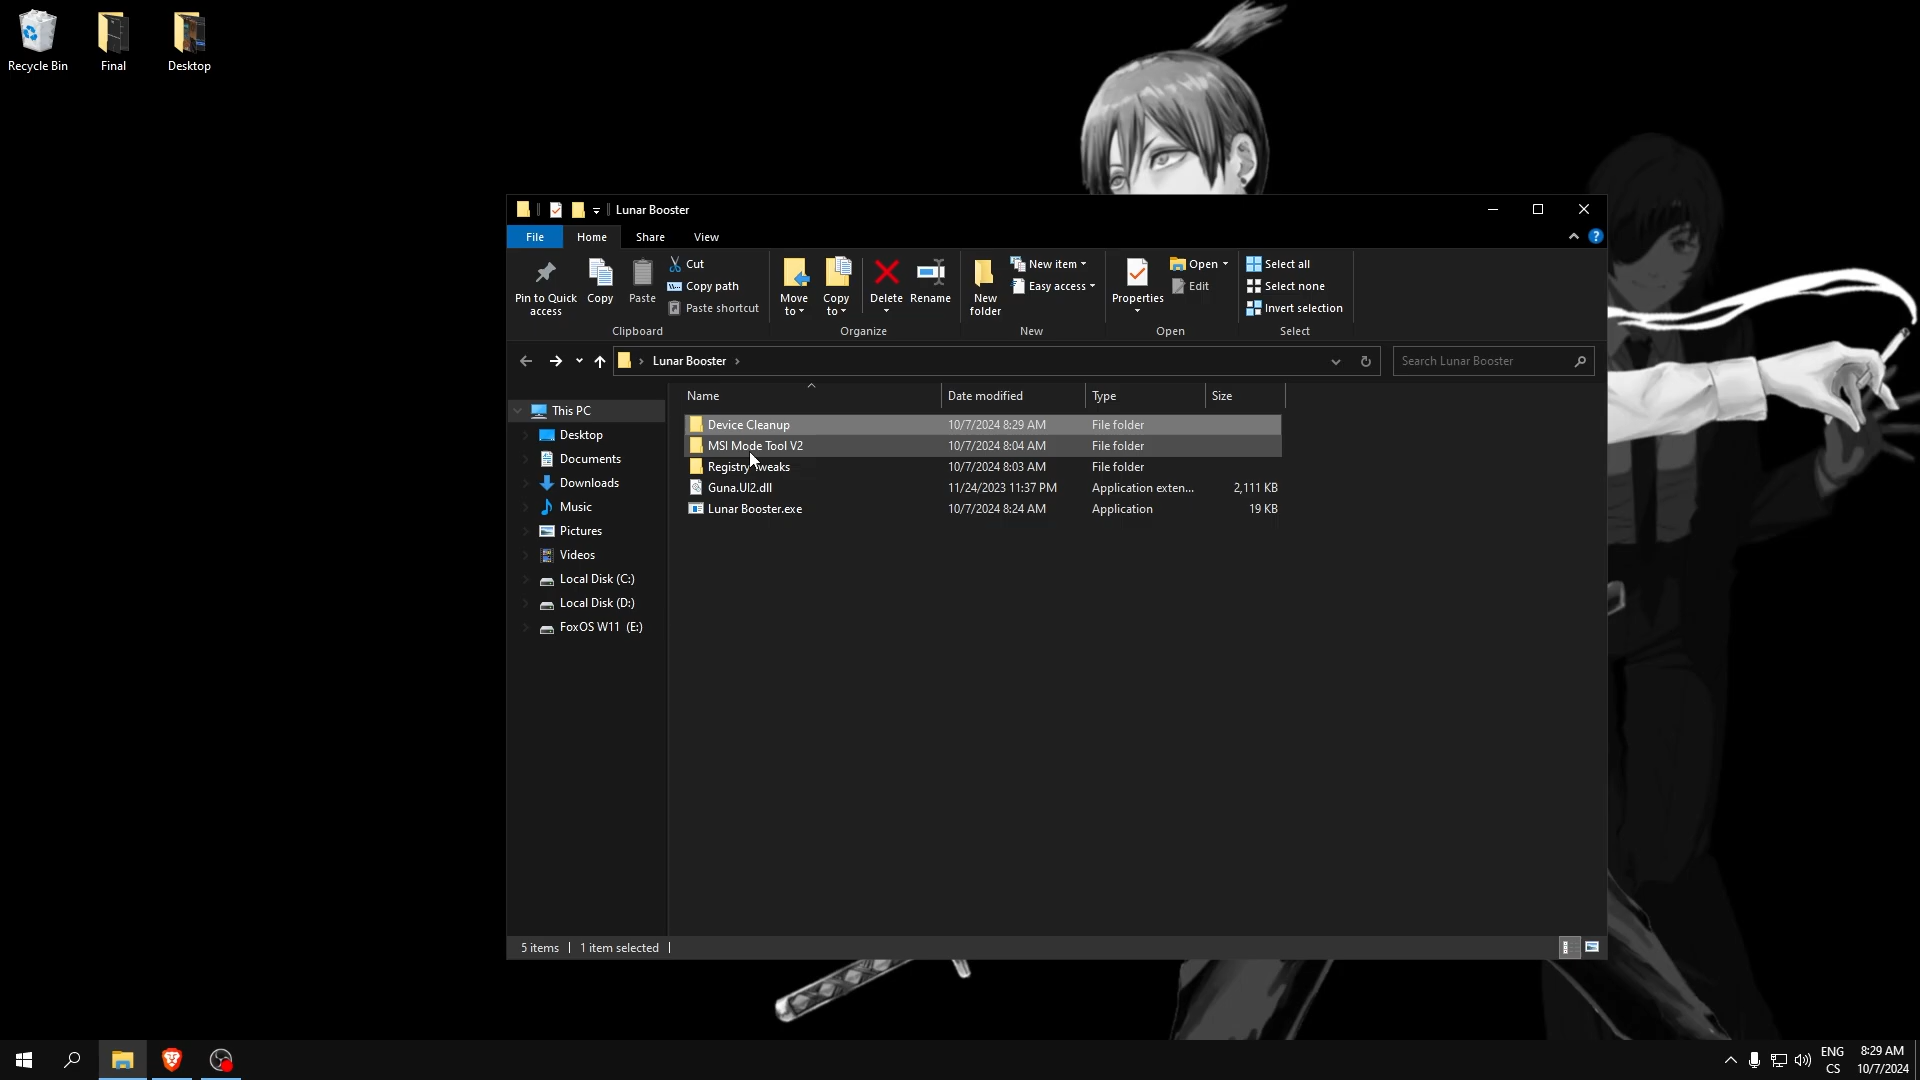 Recycle Bin
Final
Desktop
Lunar Booster
File
Home
Share
View
Pin to Quick access
Copy
Paste
Cut
Copy path
Paste shortcut
Clipboard
Move to
Copy to
Delete
Rename
Organize
New folder
New item
Easy access
New
Properties
Open
Edit
Open
Select all
Select none
Invert selection
Select
Lunar Booster
Search Lunar Booster
This PC
Desktop
Documents
Downloads
Music
Pictures
Videos
Local Disk (C:)
Local Disk (D:)
FoxOS W11 (E:)
Name Date modified Type Size
Device Cleanup 10/7/2024 8:29 AM File folder
MSI Mode Tool V2 10/7/2024 8:04 AM File folder
Registry Tweaks 10/7/2024 8:03 AM File folder
Guna.UI2.dll 11/24/2023 11:37 PM Application exten... 2,111 KB
Lunar Booster.exe 10/7/2024 8:24 AM Application 19 KB
5 items 1 item selected
ENG
CS
8:29 AM
10/7/2024